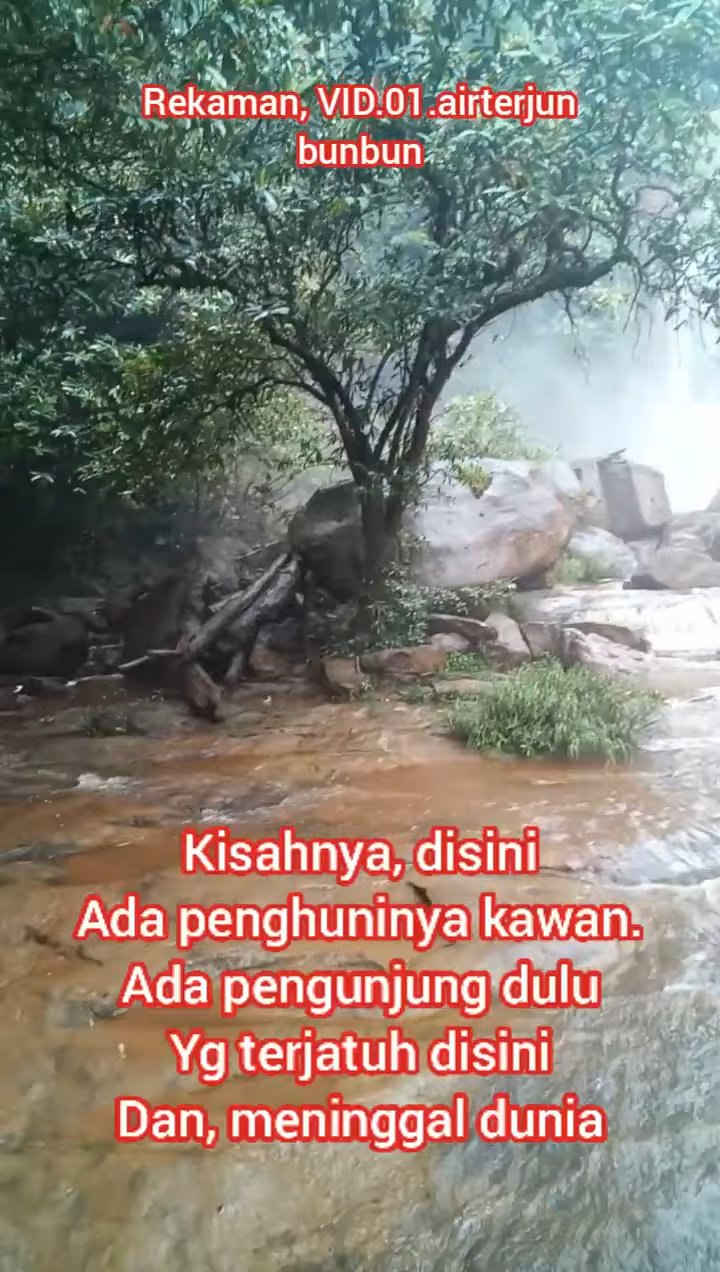 Rekaman, VID.01.airterjun
bunbun
Kisahnya, disini
Ada penghuninya kawan.
Ada pengunjung dulu
Yg terjatuh disini
Dan, meninggal dunia